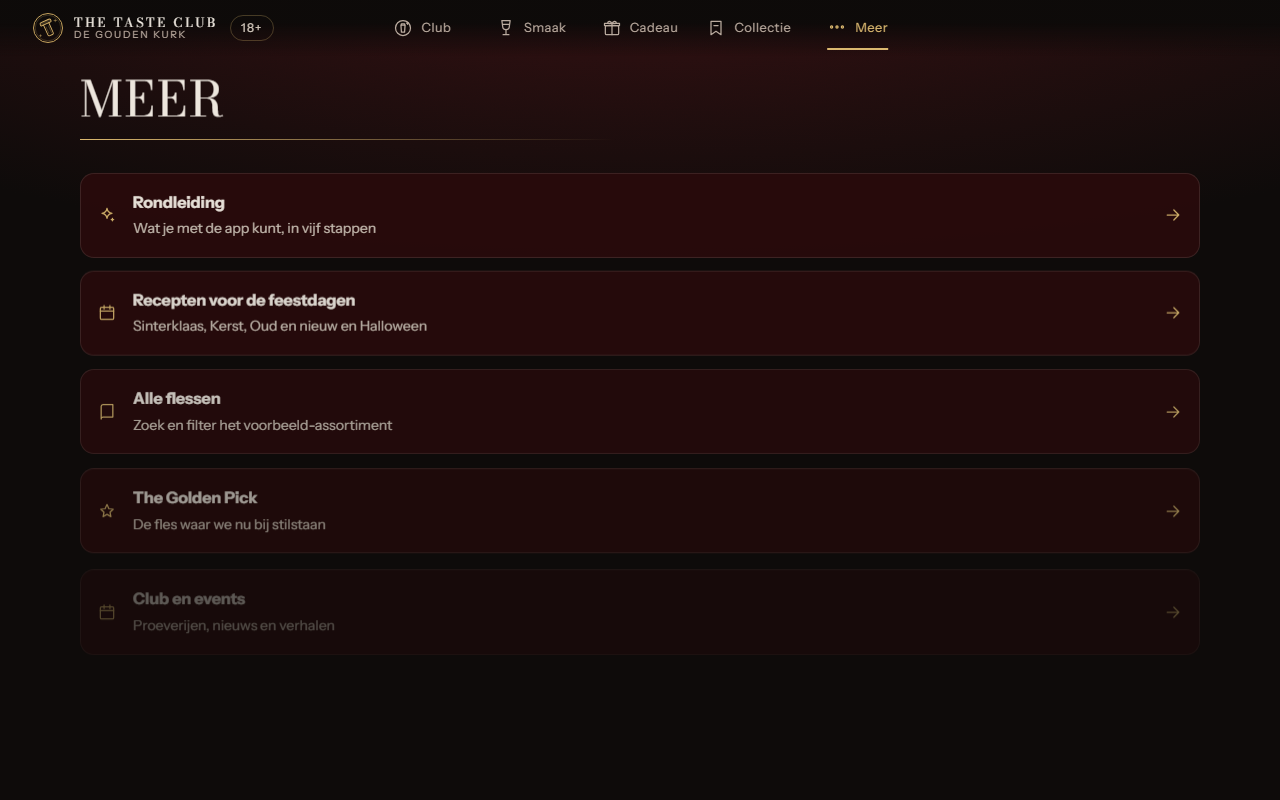 THE TASTE CLUB
DE GOUDEN KURK
18+
Club
Smaak
Cadeau
Collectie
Meer
MEER
Rondleiding
Wat je met de app kunt, in vijf stappen
Recepten voor de feestdagen
Sinterklaas, Kerst, Oud en nieuw en Halloween
Alle flessen
Zoek en filter het voorbeeld-assortiment
The Golden Pick
De fles waar we nu bij stilstaan
Club en events
Proeverijen, nieuws en verhalen